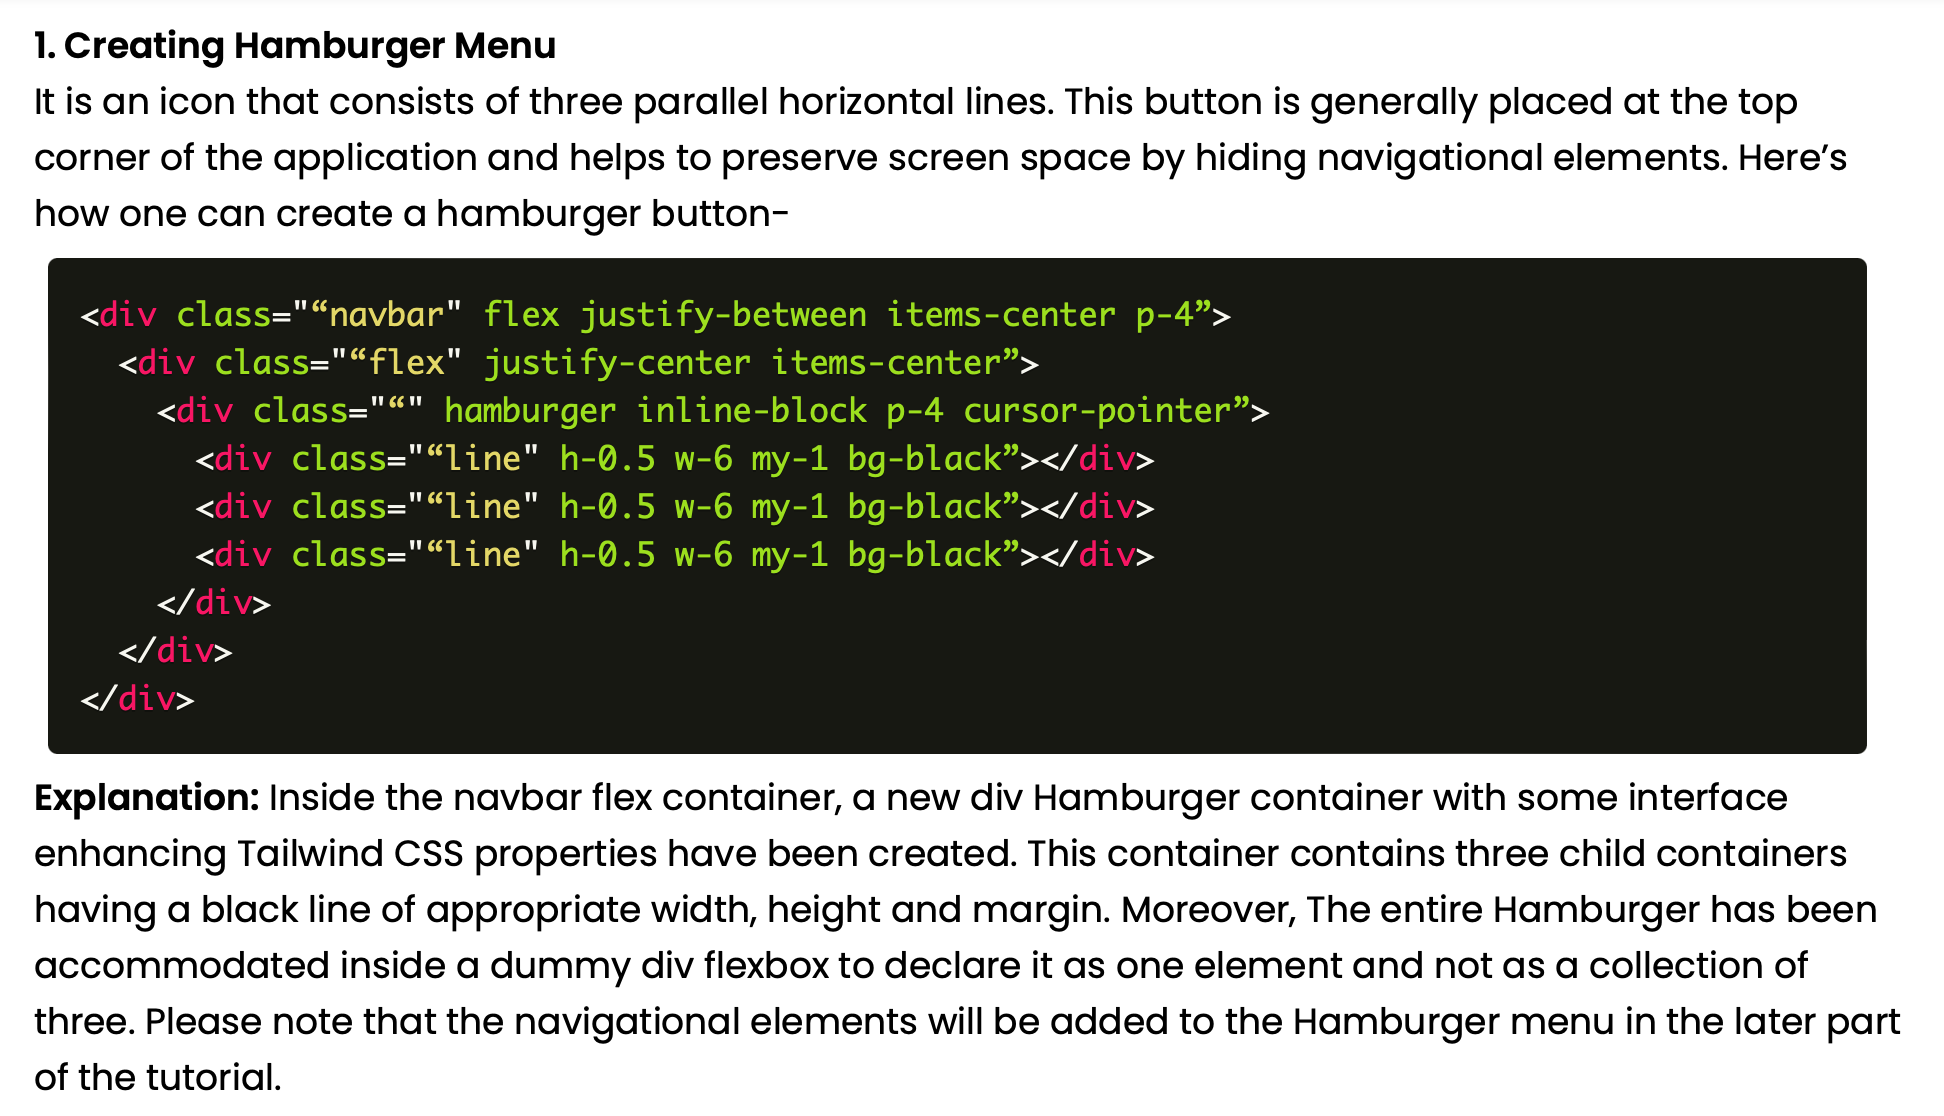 1. Creating Hamburger Menu
It is an icon that consists of three parallel horizontal lines. This button is generally placed at the top
corner of the application and helps to preserve screen space by hiding navigational elements. Here’s
how one can create a hamburger button-
<div class="“navbar" flex justify-between items-center p-4”>
  <div class="“flex" justify-center items-center”>
    <div class="“" hamburger inline-block p-4 cursor-pointer”>
      <div class="“line" h-0.5 w-6 my-1 bg-black”></div>
      <div class="“line" h-0.5 w-6 my-1 bg-black”></div>
      <div class="“line" h-0.5 w-6 my-1 bg-black”></div>
    </div>
  </div>
</div>
Explanation: Inside the navbar flex container, a new div Hamburger container with some interface
enhancing Tailwind CSS properties have been created. This container contains three child containers
having a black line of appropriate width, height and margin. Moreover, The entire Hamburger has been
accommodated inside a dummy div flexbox to declare it as one element and not as a collection of
three. Please note that the navigational elements will be added to the Hamburger menu in the later part
of the tutorial.